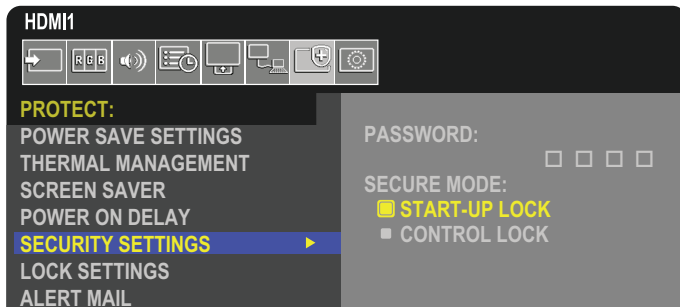 HDMI1
RGB
PROTECT:
POWER SAVE SETTINGS
THERMAL MANAGEMENT
SCREEN SAVER
POWER ON DELAY
SECURITY SETTINGS
LOCK SETTINGS
ALERT MAIL
PASSWORD:
SECURE MODE:
START-UP LOCK
CONTROL LOCK